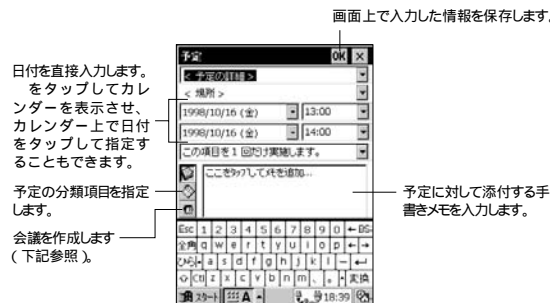 画面上で入力した情報を保存します。
予定 OK ×
< 予定の詳細 >
< 場所 >
1998/10/16 (金) 13:00
1998/10/16 (金) 14:00
この項目を1回だけ実施します。
ここをタップしてメモを追加...
Esc 1 2 3 4 5 6 7 8 9 0 ← BS
全角 q w e r t y u i o p ← →
ひら a s d f g h j k l ー ↵
Ctl z x c v b n m 、 。 変換
スタート A 18:39
日付を直接入力します。
をタップしてカレ
ンダーを表示させ、
カレンダー上で日付
をタップして指定す
ることもできます。
予定の分類項目を指定
します。
会議を作成します
(下記参照)。
予定に対して添付する手
書きメモを入力します。